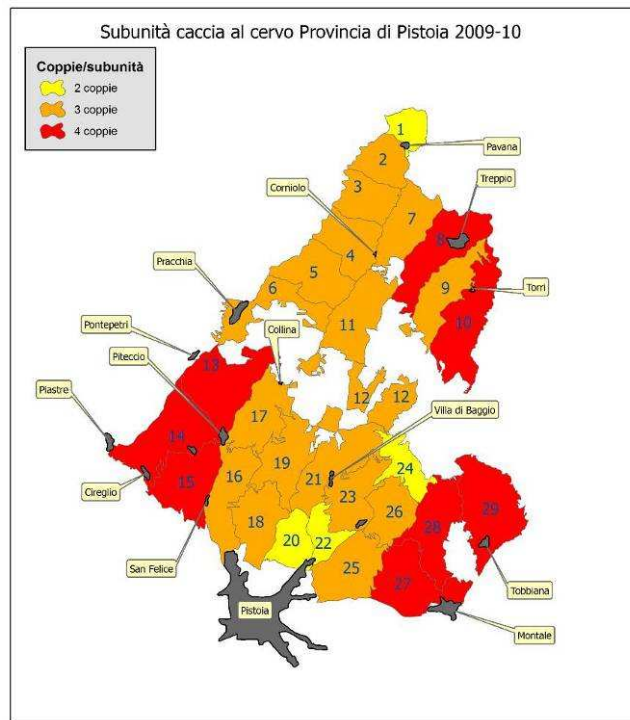 Subunità caccia al cervo Provincia di Pistoia 2009-10
Coppie/subunità
2 coppie
3 coppie
4 coppie
1
Pavana
2
Treppio
Corniolo
3
7
8
4
Pracchia
5
9
6
Torri
10
11
Pontepetri
Collina
13
Piteccio
12
12
Piastre
17
Villa di Baggio
14
19
24
16
21
29
15
23
Cireglio
26
28
18
20
22
San Felice
25
27
Tobbiana
Pistoia
Montale